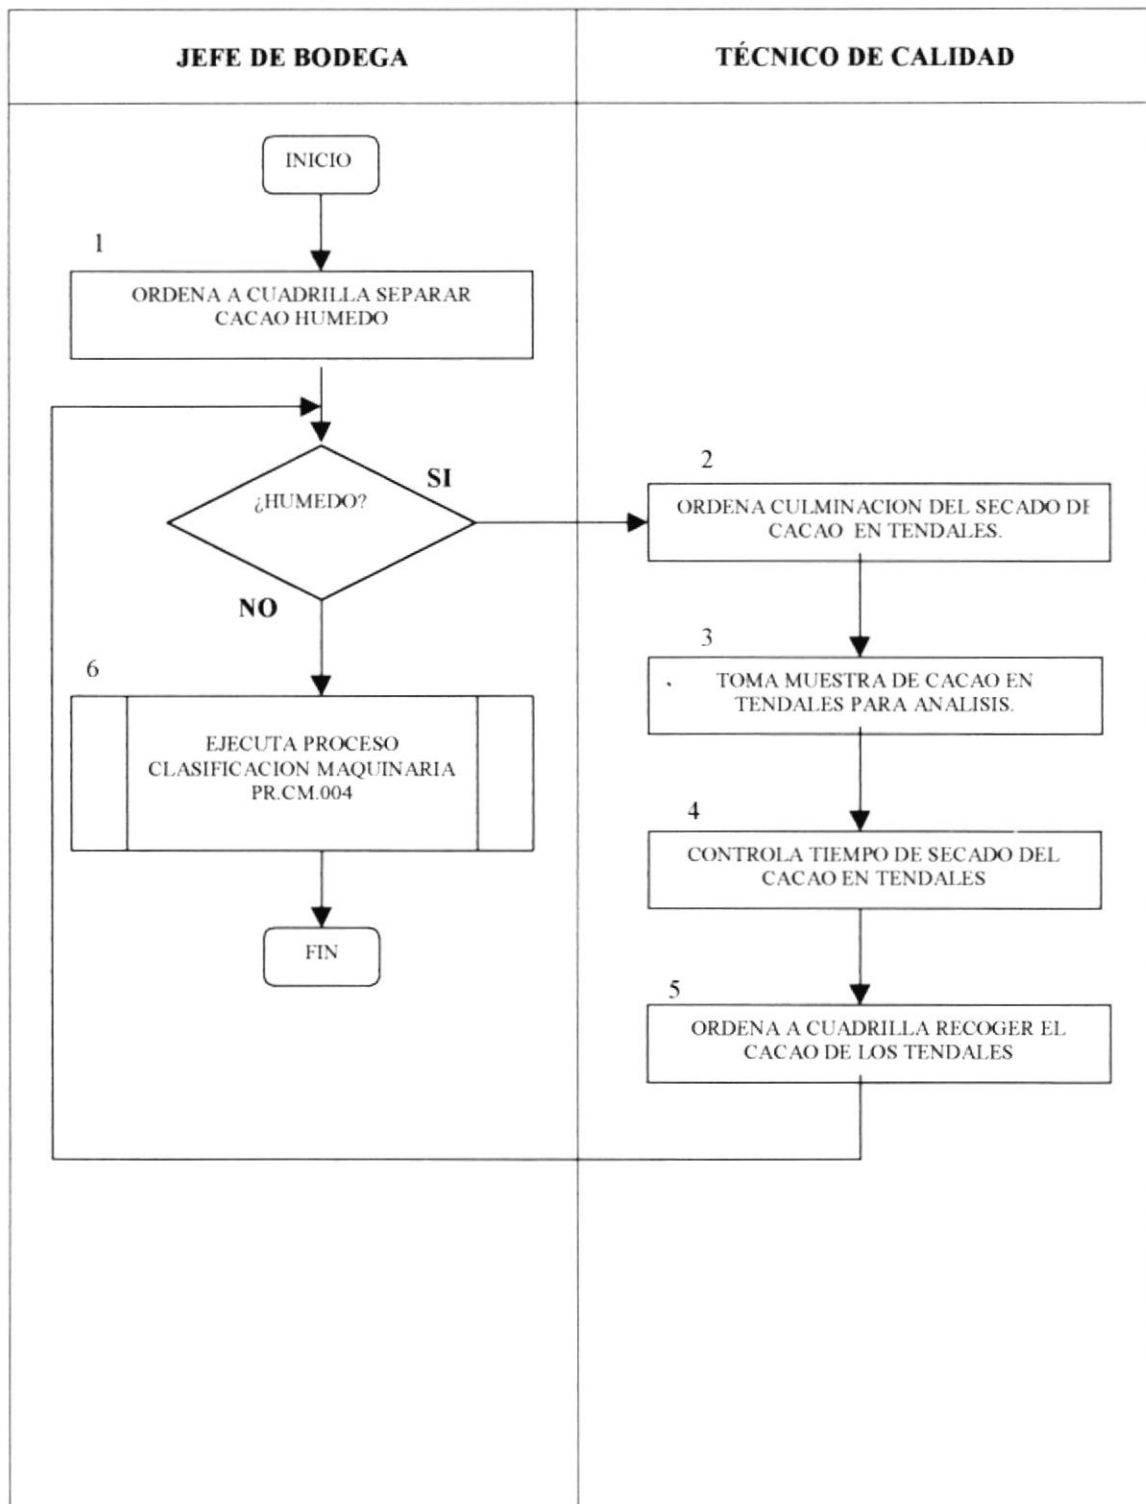 JEFE DE BODEGA
TÉCNICO DE CALIDAD
INICIO
1
ORDENA A CUADRILLA SEPARAR
CACAO HUMEDO
¿HUMEDO?
SI
NO
2
ORDENA CULMINACION DEL SECADO DE
CACAO EN TENDALES.
3
TOMA MUESTRA DE CACAO EN
TENDALES PARA ANALISIS.
4
CONTROLA TIEMPO DE SECADO DEL
CACAO EN TENDALES
5
ORDENA A CUADRILLA RECOGER EL
CACAO DE LOS TENDALES
6
EJECUTA PROCESO
CLASIFICACION MAQUINARIA
PR.CM.004
FIN